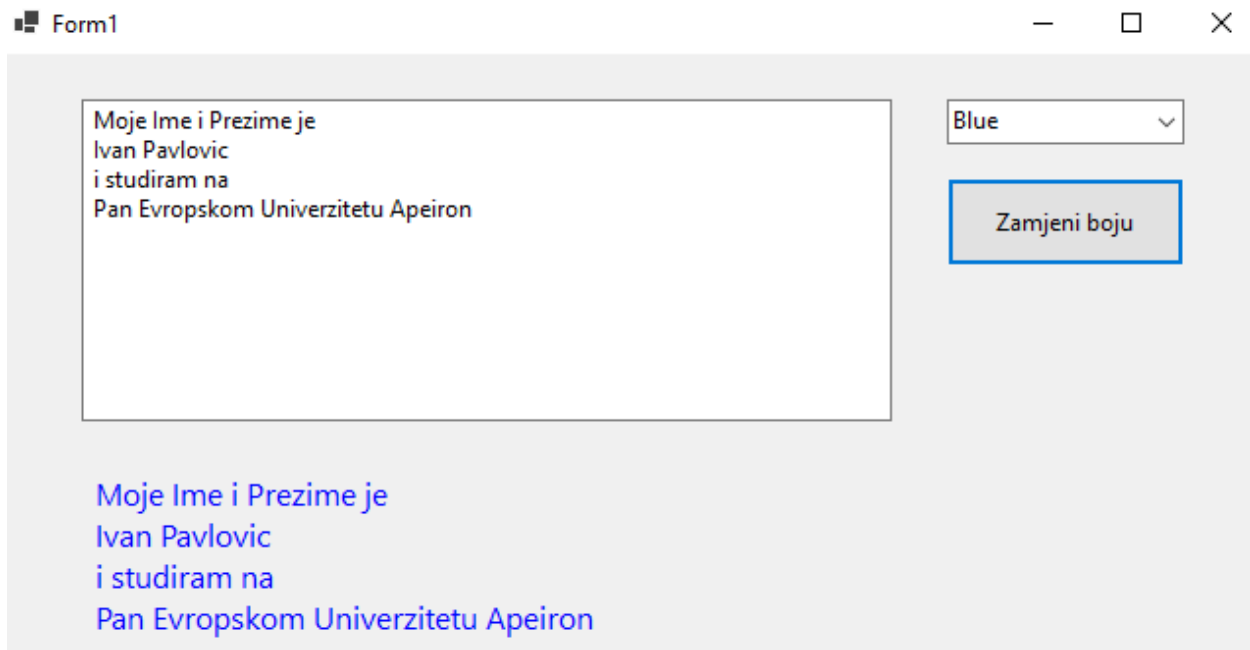 Form1
Moje Ime i Prezime je
Ivan Pavlovic
i studiram na
Pan Evropskom Univerzitetu Apeiron
Blue
Zamjeni boju
Moje Ime i Prezime je
Ivan Pavlovic
i studiram na
Pan Evropskom Univerzitetu Apeiron